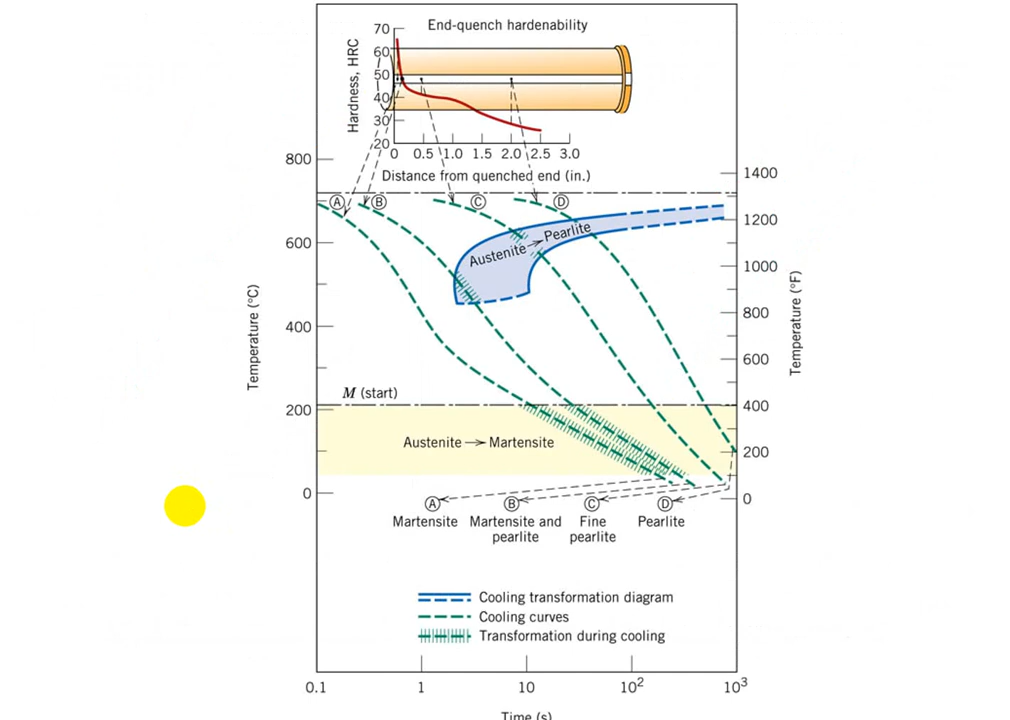 End-quench hardenability
Hardness, HRC
70
60
50
40
30
20
0 0.5 1.0 1.5 2.0 2.5 3.0
Distance from quenched end (in.)
800
600
400
200
0
Temperature (°C)
1400
1200
1000
800
600
400
200
0
Temperature (°F)
A B C D
Austenite → Pearlite
M (start)
Austenite → Martensite
A B C D
Martensite
Martensite and
pearlite
Fine
pearlite
Pearlite
Cooling transformation diagram
Cooling curves
Transformation during cooling
0.1 1 10 10² 10³
Time (s)